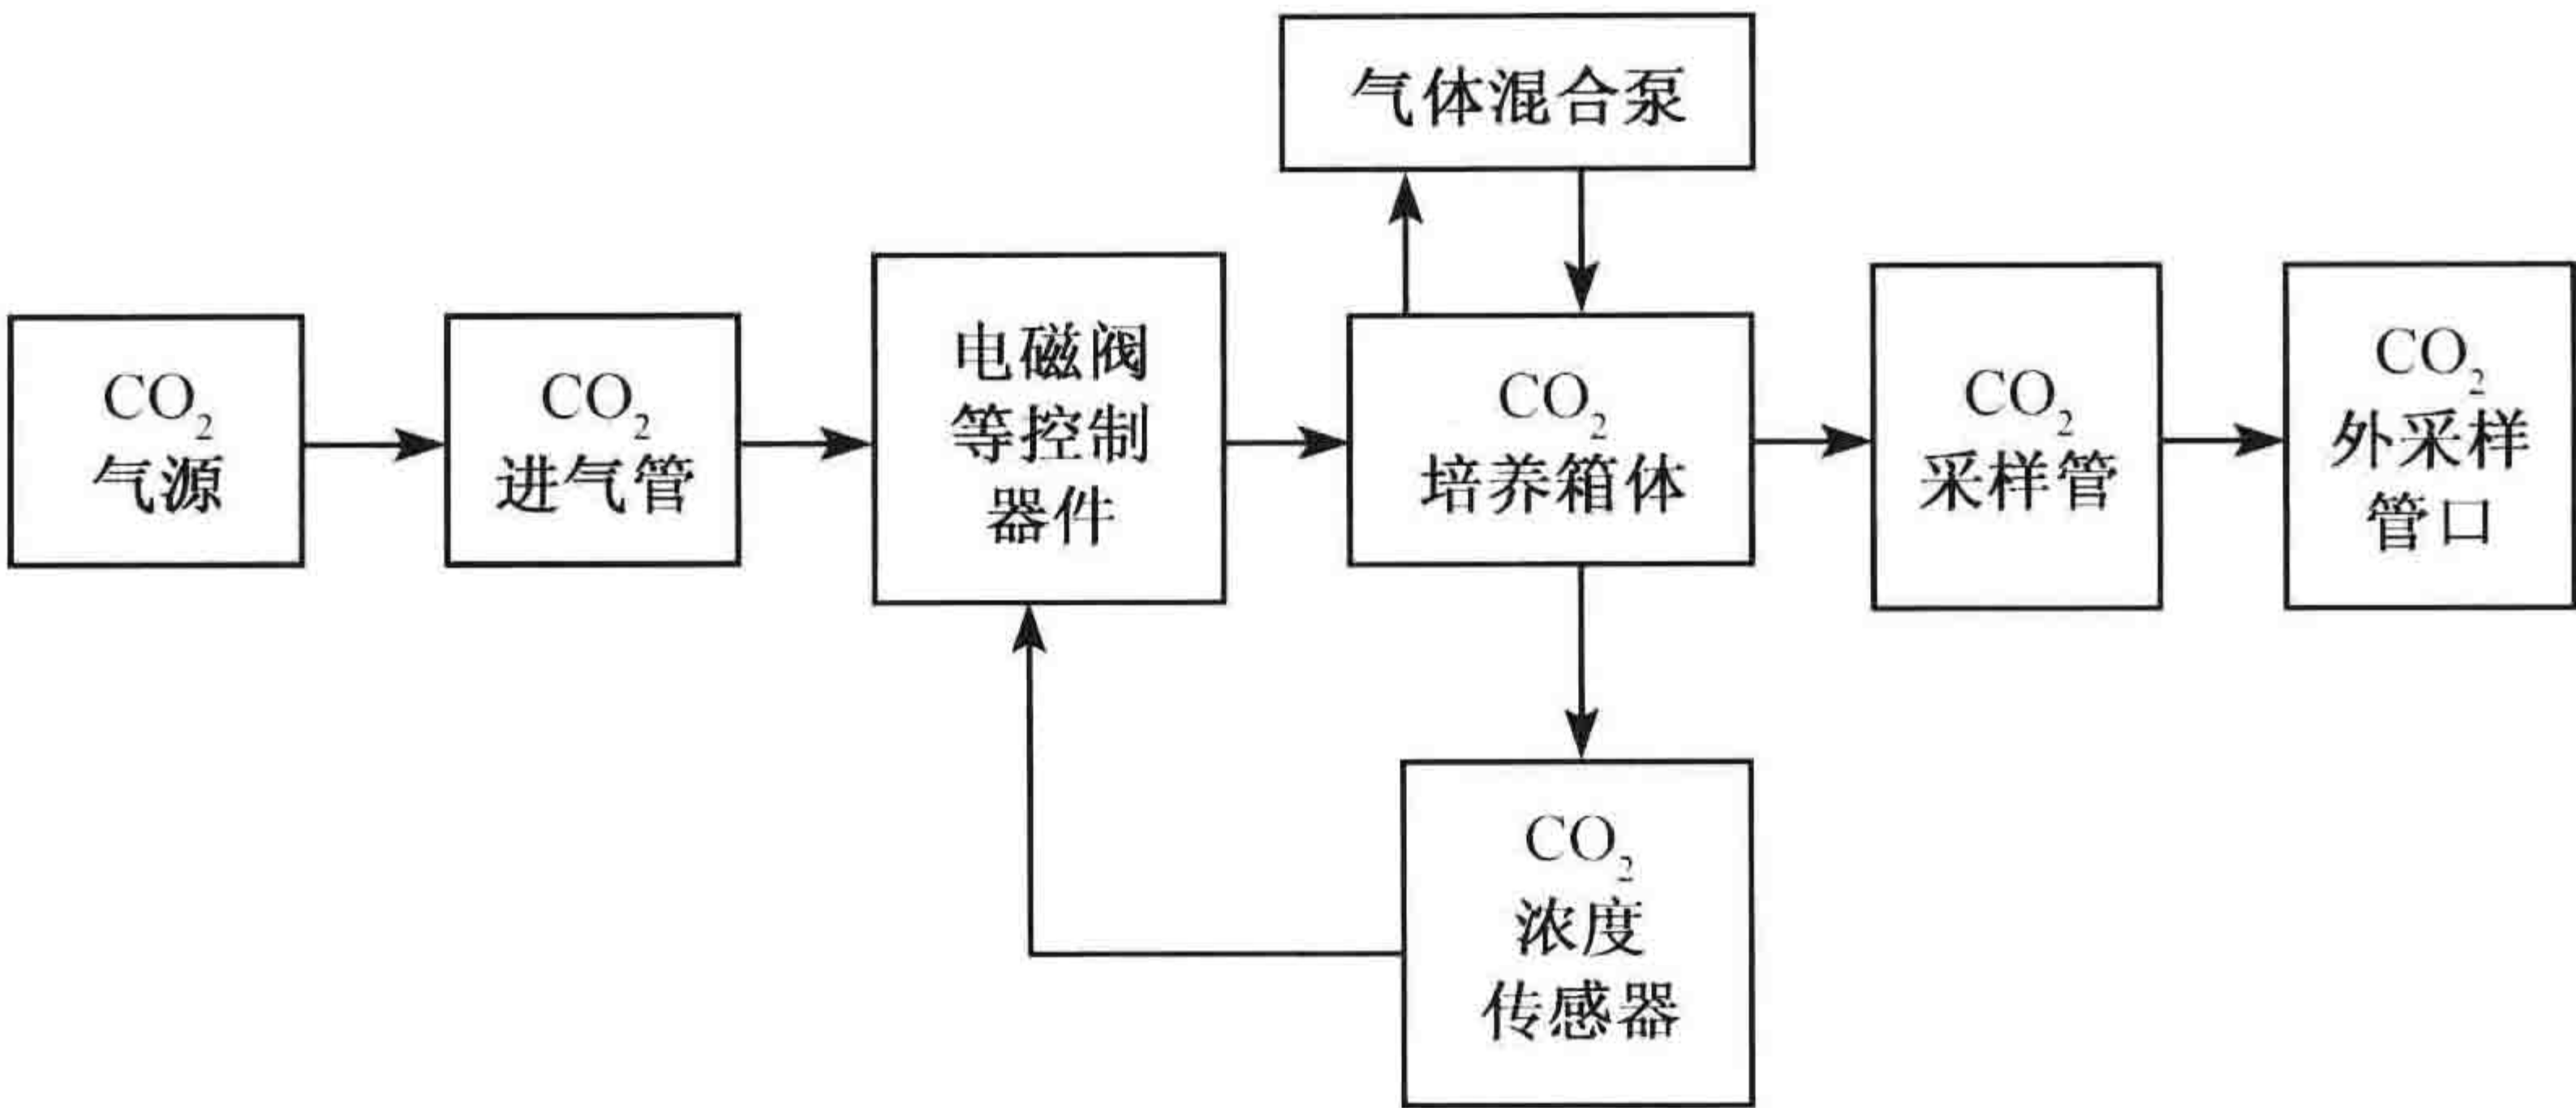 气体混合泵
CO₂
气源
CO₂
进气管
电磁阀
等控制
器件
CO₂
培养箱体
CO₂
采样管
CO₂
外采样
管口
CO₂
浓度
传感器